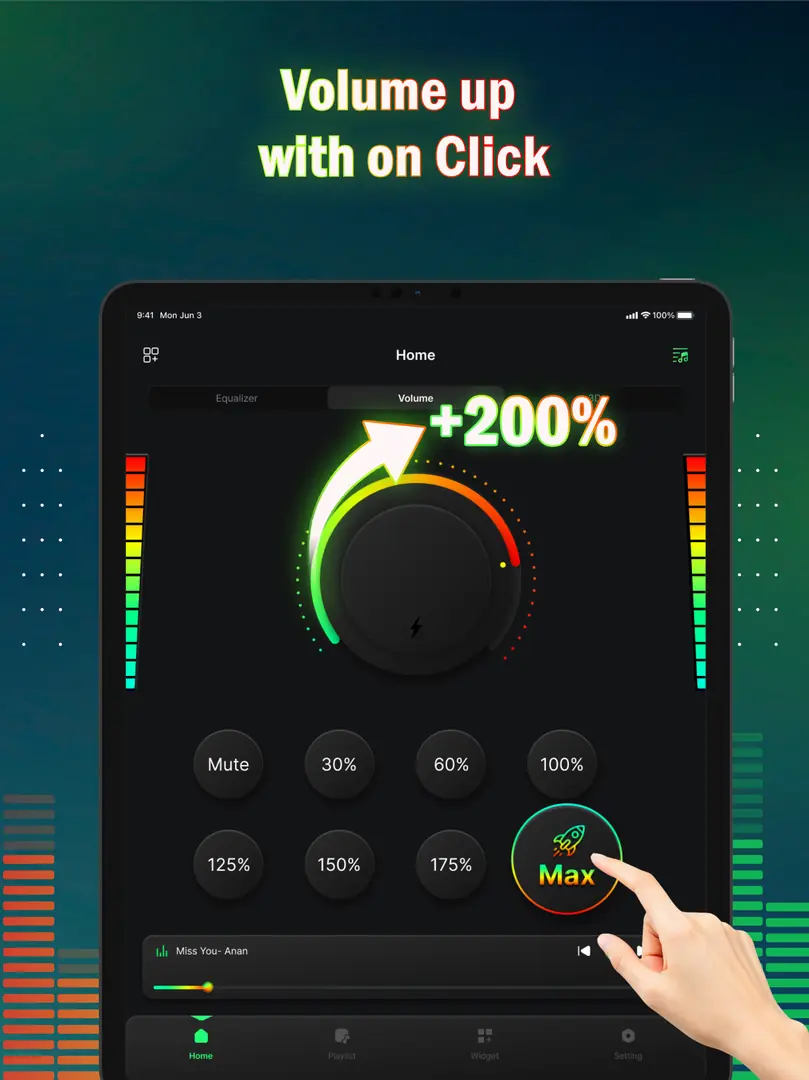 Volume up
with on Click
9:41 Mon Jun 3
100%
Home
Equalizer
Volume
3D
+200%
Mute
30%
60%
100%
125%
150%
175%
Max
Miss You- Anan
Home
Playlist
Widget
Setting